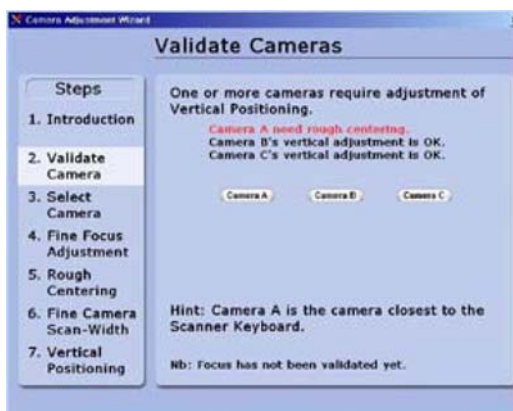 Camera Adjustment Wizard
Validate Cameras
Steps
1. Introduction
2. Validate
Camera
3. Select
Camera
4. Fine Focus
Adjustment
5. Rough
Centering
6. Fine Camera
Scan-Width
7. Vertical
Positioning
One or more cameras require adjustment of
Vertical Positioning.
Camera A need rough centering.
Camera B's vertical adjustment is OK.
Camera C's vertical adjustment is OK.
Camera A
Camera B
Camera C
Hint: Camera A is the camera closest to the
Scanner Keyboard.
Nb: Focus has not been validated yet.